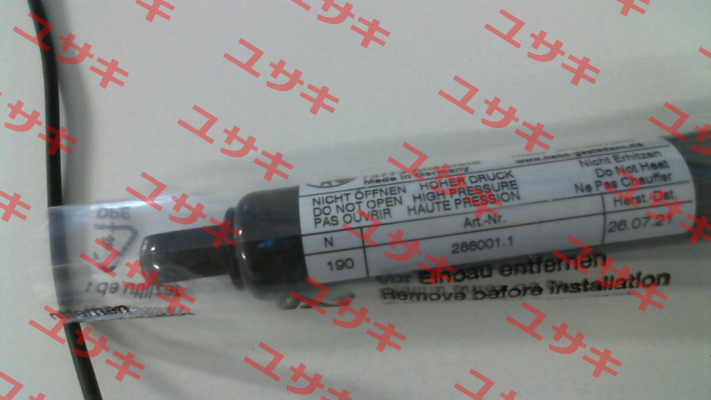 www.hahn-gasfedern.de
Made in Germany
NICHT ÖFFNEN HOHER DRUCK Nicht Erhitzen
DO NOT OPEN HIGH PRESSURE Do Not Heat
PAS OUVRIR HAUTE PRESSION Ne Pas Chauffer
N Art.-Nr. Herst.-Dat.
190 286001.1 26.07.21
Vor Einbau entfernen
Remove before installation
ユサキ